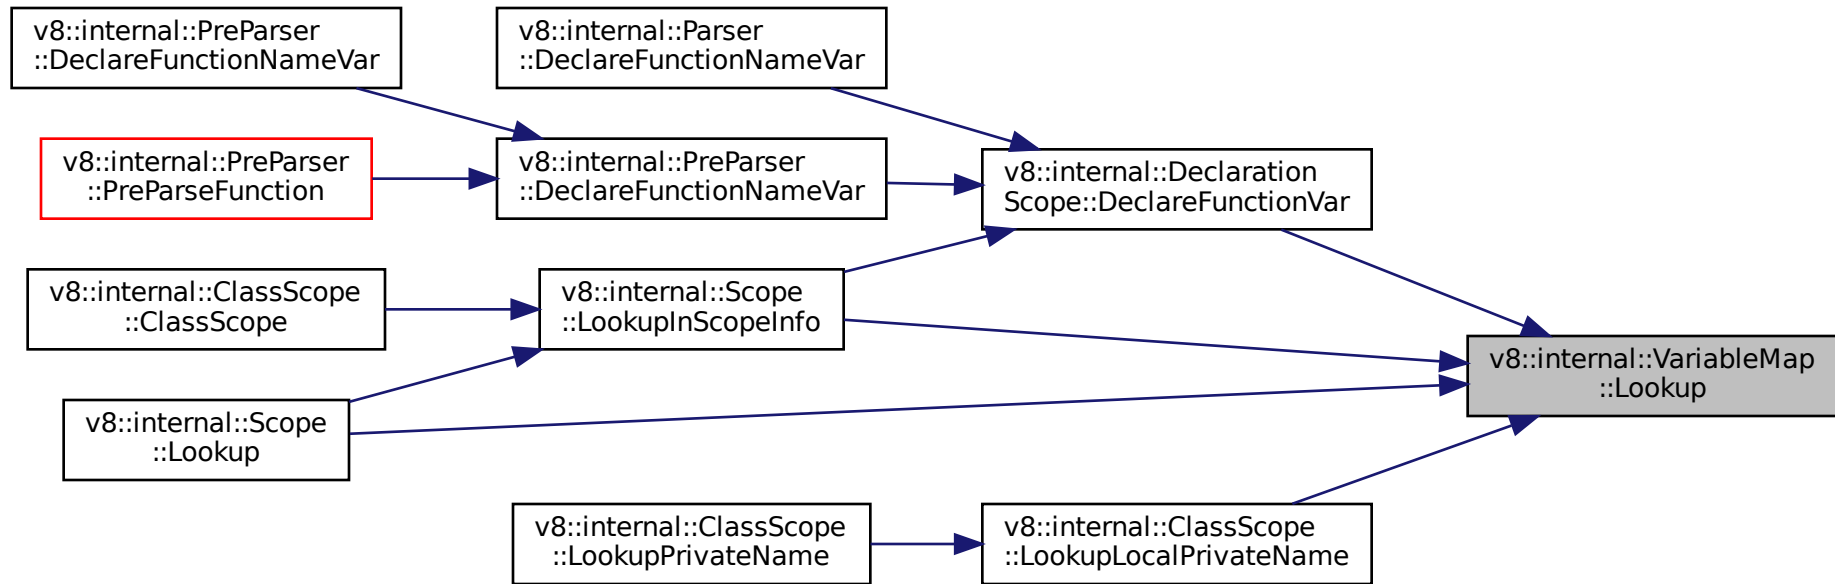 v8::internal::PreParser
::DeclareFunctionNameVar
v8::internal::Parser
::DeclareFunctionNameVar
v8::internal::PreParser
::PreParseFunction
v8::internal::PreParser
::DeclareFunctionNameVar
v8::internal::Declaration
Scope::DeclareFunctionVar
v8::internal::ClassScope
::ClassScope
v8::internal::Scope
::LookupInScopeInfo
v8::internal::VariableMap
::Lookup
v8::internal::Scope
::Lookup
v8::internal::ClassScope
::LookupPrivateName
v8::internal::ClassScope
::LookupLocalPrivateName